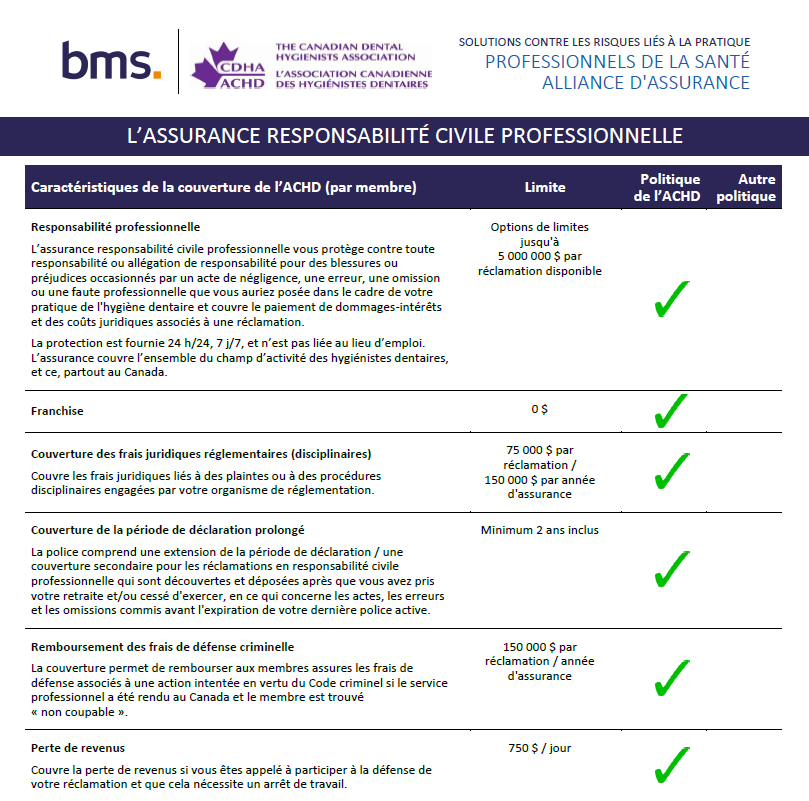 bms.
CDHA
ACHD
THE CANADIAN DENTAL
HYGIENISTS ASSOCIATION
L'ASSOCIATION CANADIENNE
DES HYGIÉNISTES DENTAIRES
SOLUTIONS CONTRE LES RISQUES LIÉS À LA PRATIQUE
PROFESSIONNELS DE LA SANTÉ
ALLIANCE D'ASSURANCE
L’ASSURANCE RESPONSABILITÉ CIVILE PROFESSIONNELLE
Caractéristiques de la couverture de l’ACHD (par membre)
Limite
Politique
de l’ACHD
Autre
politique
Responsabilité professionnelle
L’assurance responsabilité civile professionnelle vous protège contre toute
responsabilité ou allégation de responsabilité pour des blessures ou
préjudices occasionnés par un acte de négligence, une erreur, une omission
ou une faute professionnelle que vous auriez posée dans le cadre de votre
pratique de l'hygiène dentaire et couvre le paiement de dommages-intérêts
et des coûts juridiques associés à une réclamation.
La protection est fournie 24 h/24, 7 j/7, et n’est pas liée au lieu d’emploi.
L’assurance couvre l’ensemble du champ d’activité des hygiénistes dentaires,
et ce, partout au Canada.
Options de limites
jusqu'à
5 000 000 $ par
réclamation disponible
Franchise
0 $
Couverture des frais juridiques réglementaires (disciplinaires)
Couvre les frais juridiques liés à des plaintes ou à des procédures
disciplinaires engagées par votre organisme de réglementation.
75 000 $ par
réclamation /
150 000 $ par année
d'assurance
Couverture de la période de déclaration prolongé
La police comprend une extension de la période de déclaration / une
couverture secondaire pour les réclamations en responsabilité civile
professionnelle qui sont découvertes et déposées après que vous avez pris
votre retraite et/ou cessé d'exercer, en ce qui concerne les actes, les erreurs
et les omissions commis avant l'expiration de votre dernière police active.
Minimum 2 ans inclus
Remboursement des frais de défense criminelle
La couverture permet de rembourser aux membres assures les frais de
défense associés à une action intentée en vertu du Code criminel si le service
professionnel a été rendu au Canada et le membre est trouvé
« non coupable ».
150 000 $ par
réclamation / année
d'assurance
Perte de revenus
Couvre la perte de revenus si vous êtes appelé à participer à la défense de
votre réclamation et que cela nécessite un arrêt de travail.
750 $ / jour